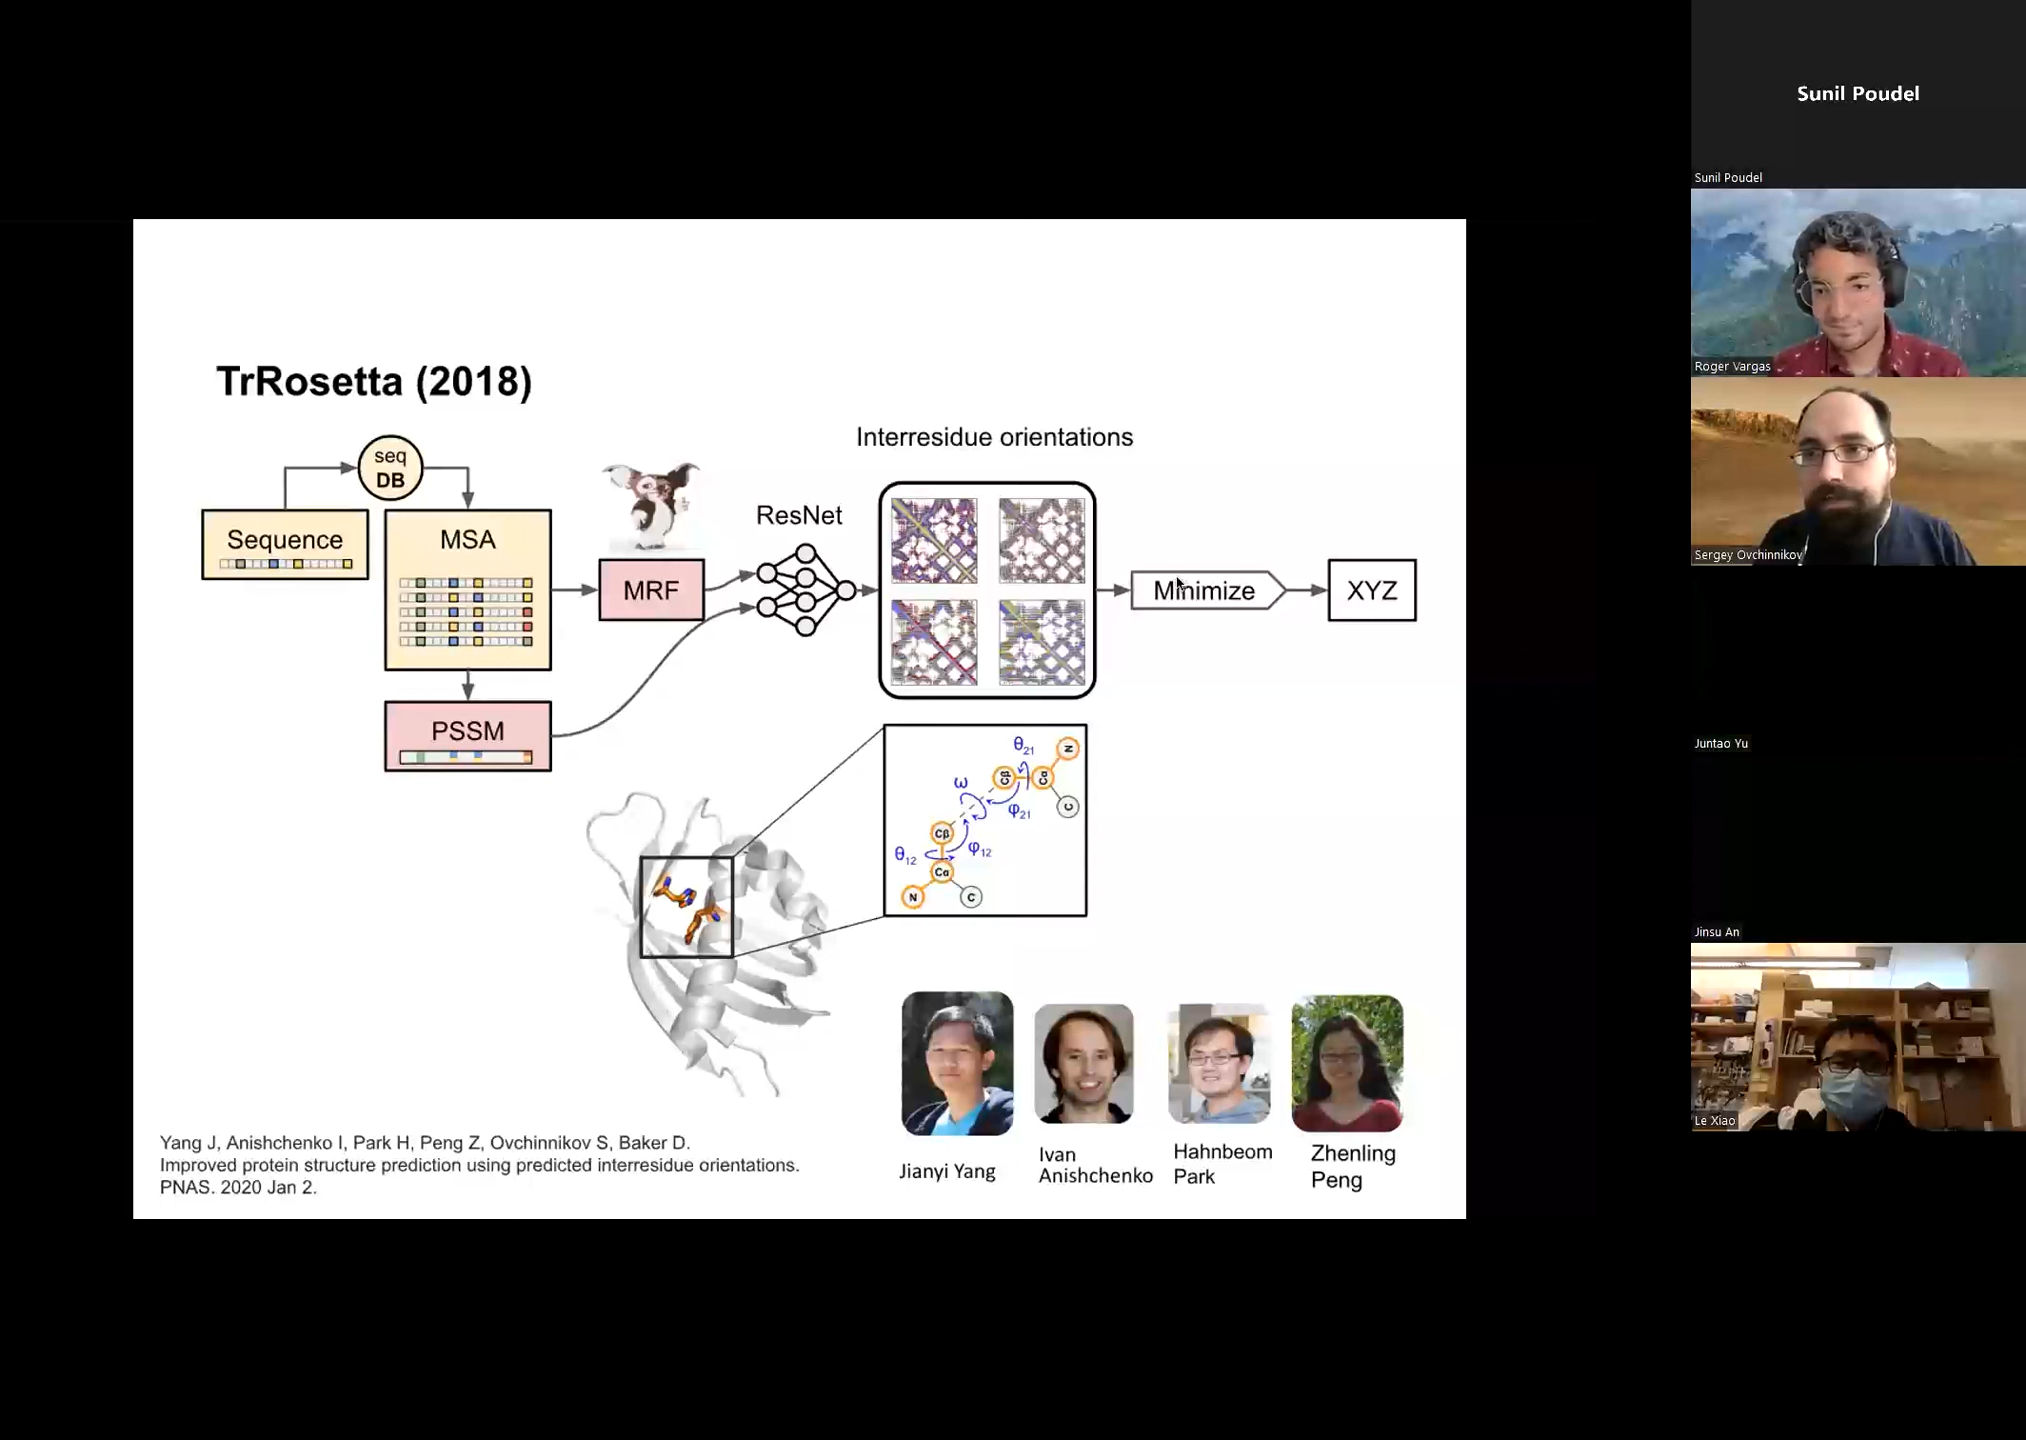 TrRosetta (2018)
Interresidue orientations
seq
DB
Sequence
MSA
ResNet
MRF
Minimize
XYZ
PSSM
θ21
N
Cβ
Cα
ω
φ21
C
Cβ
θ12
φ12
Cα
N
C
Yang J, Anishchenko I, Park H, Peng Z, Ovchinnikov S, Baker D.
Improved protein structure prediction using predicted interresidue orientations.
PNAS. 2020 Jan 2.
Jianyi Yang
Ivan
Anishchenko
Hahnbeom
Park
Zhenling
Peng
Sunil Poudel
Sunil Poudel
Roger Vargas
Sergey Ovchinnikov
Juntao Yu
Jinsu An
Le Xiao